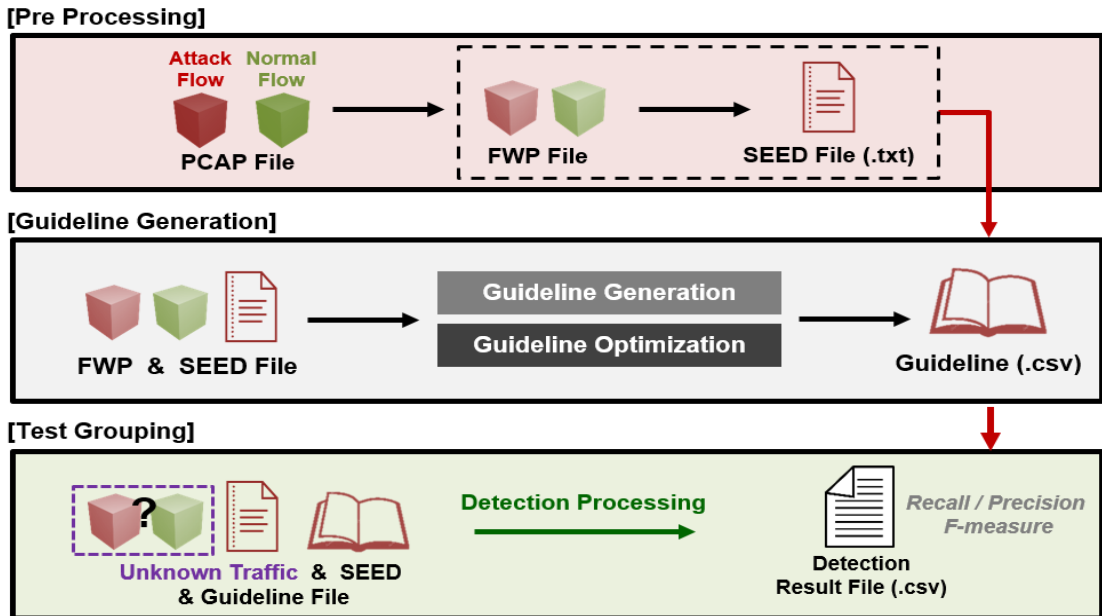 [Pre Processing]
Attack
Flow
Normal
Flow
PCAP File
FWP File
SEED File (.txt)
[Guideline Generation]
FWP & SEED File
Guideline Generation
Guideline Optimization
Guideline (.csv)
[Test Grouping]
?
Unknown Traffic & SEED
& Guideline File
Detection Processing
Detection
Result File (.csv)
Recall / Precision
F-measure